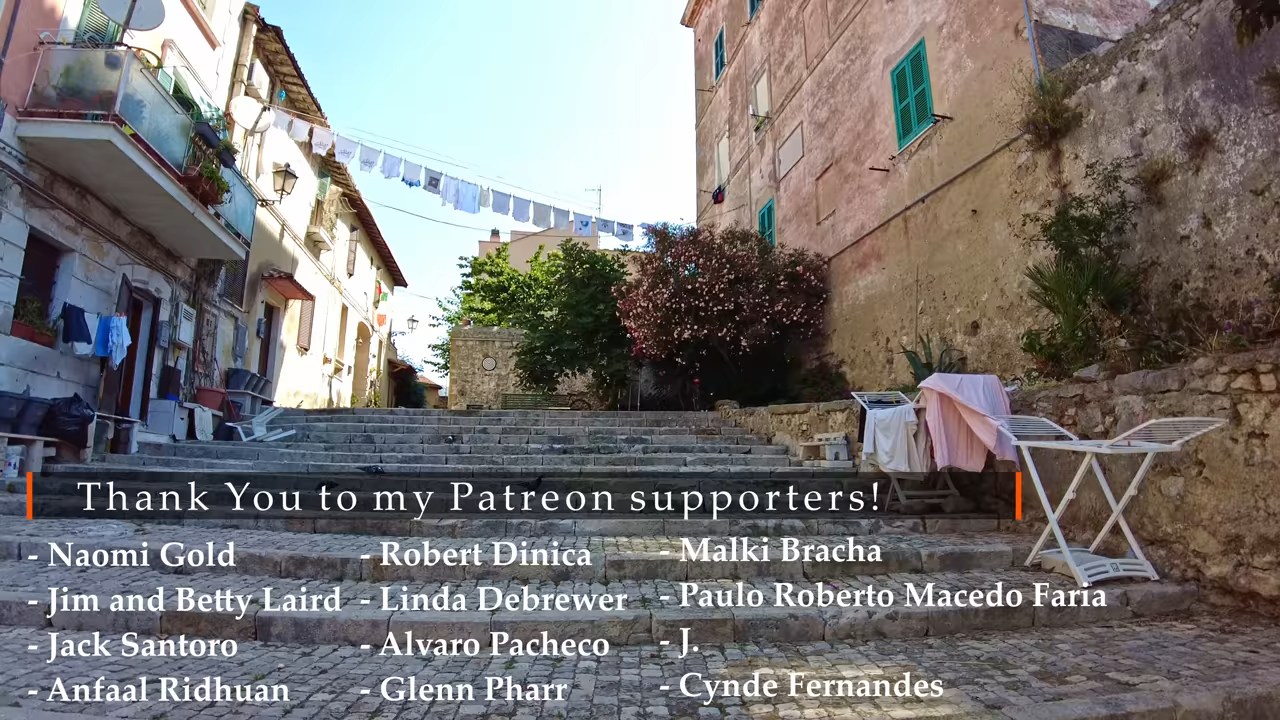 Thank You to my Patreon supporters!
- Naomi Gold
- Jim and Betty Laird
- Jack Santoro
- Anfaal Ridhuan
- Robert Dinica
- Linda Debrewer
- Alvaro Pacheco
- Glenn Pharr
- Malki Bracha
- Paulo Roberto Macedo Faria
- J.
- Cynde Fernandes